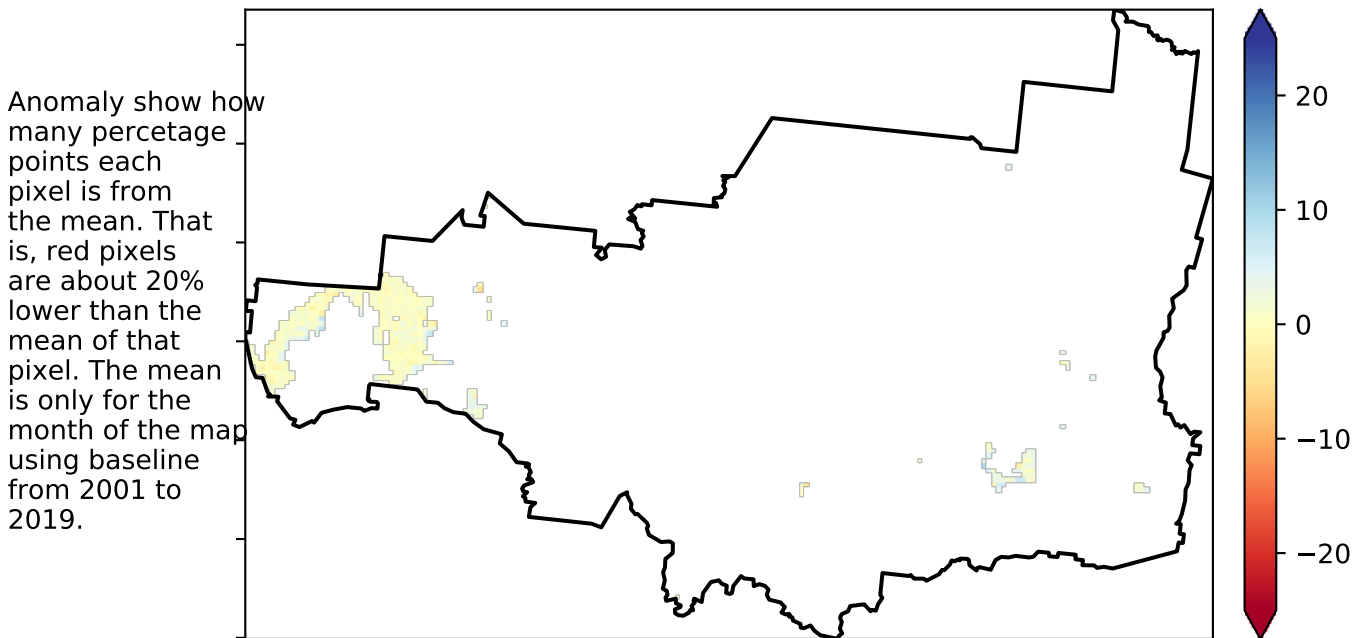 Anomaly show how
many percetage
points each
pixel is from
the mean. That
is, red pixels
are about 20%
lower than the
mean of that
pixel. The mean
is only for the
month of the map
using baseline
from 2001 to
2019.
20
10
0
−10
−20